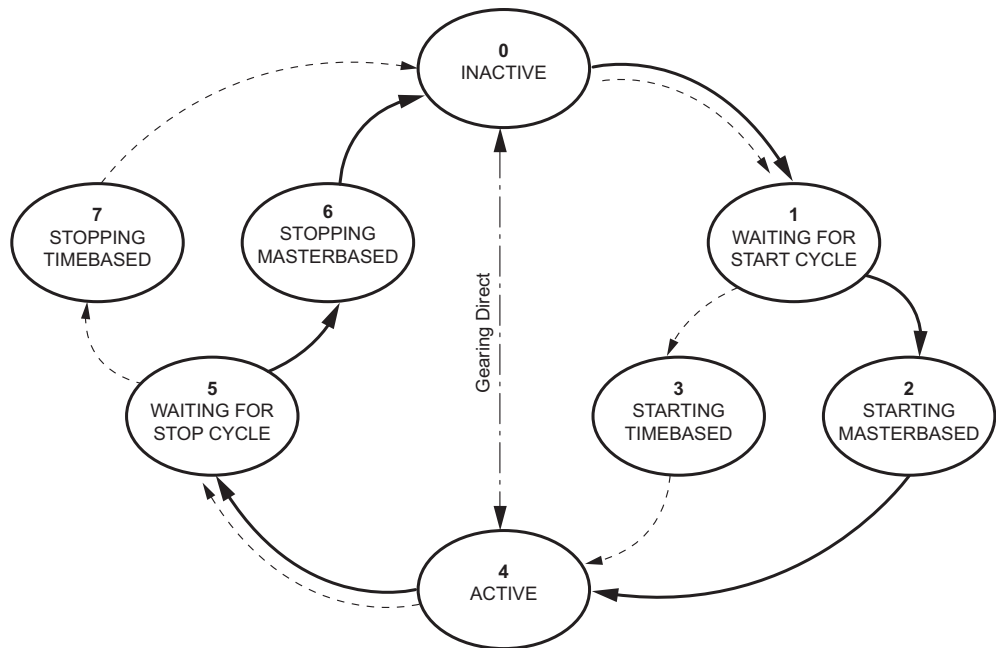 0
INACTIVE
7
STOPPING
TIMEBASED
6
STOPPING
MASTERBASED
1
WAITING FOR
START CYCLE
Gearing Direct
5
WAITING FOR
STOP CYCLE
3
STARTING
TIMEBASED
2
STARTING
MASTERBASED
4
ACTIVE